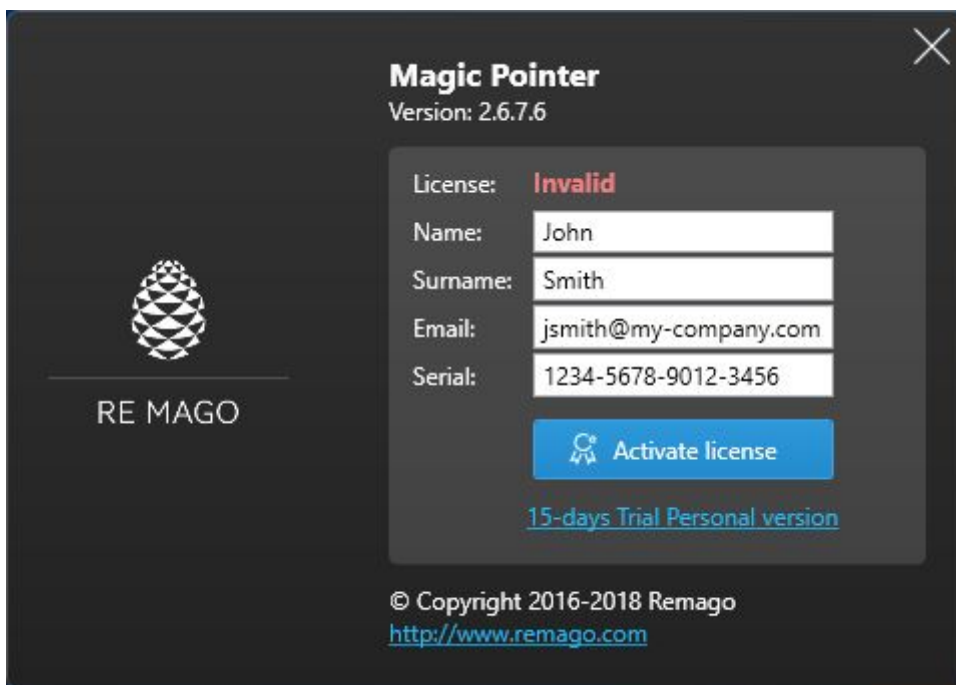 Magic Pointer
Version: 2.6.7.6
License: Invalid
Name: John
Surname: Smith
Email: jsmith@my-company.com
Serial: 1234-5678-9012-3456
Activate license
15-days Trial Personal version
RE MAGO
© Copyright 2016-2018 Remago
http://www.remago.com